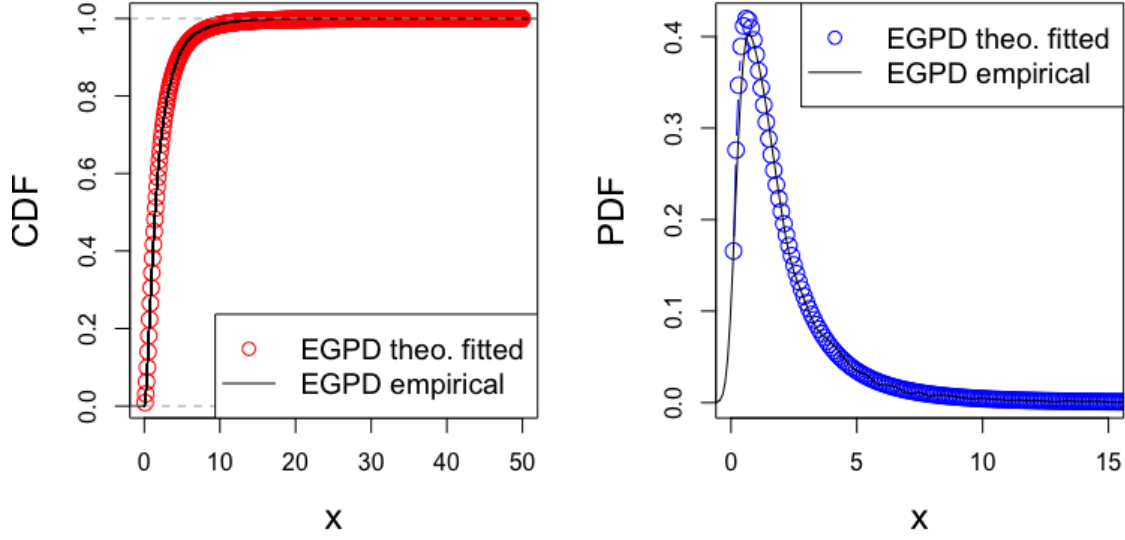 CDF
1.0
0.8
0.6
0.4
0.2
0.0
EGPD theo. fitted
EGPD empirical
0 10 20 30 40 50
x
PDF
0.4
0.3
0.2
0.1
0.0
EGPD theo. fitted
EGPD empirical
0 5 10 15
x